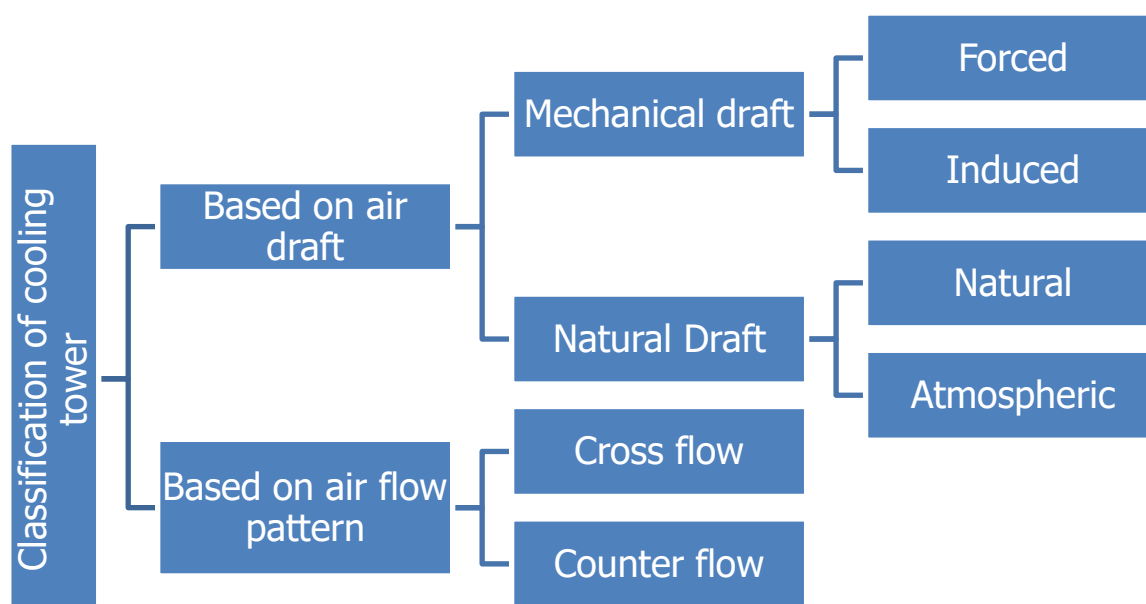 Classification of cooling
tower
Based on air
draft
Mechanical draft
Forced
Induced
Natural Draft
Natural
Atmospheric
Based on air flow
pattern
Cross flow
Counter flow